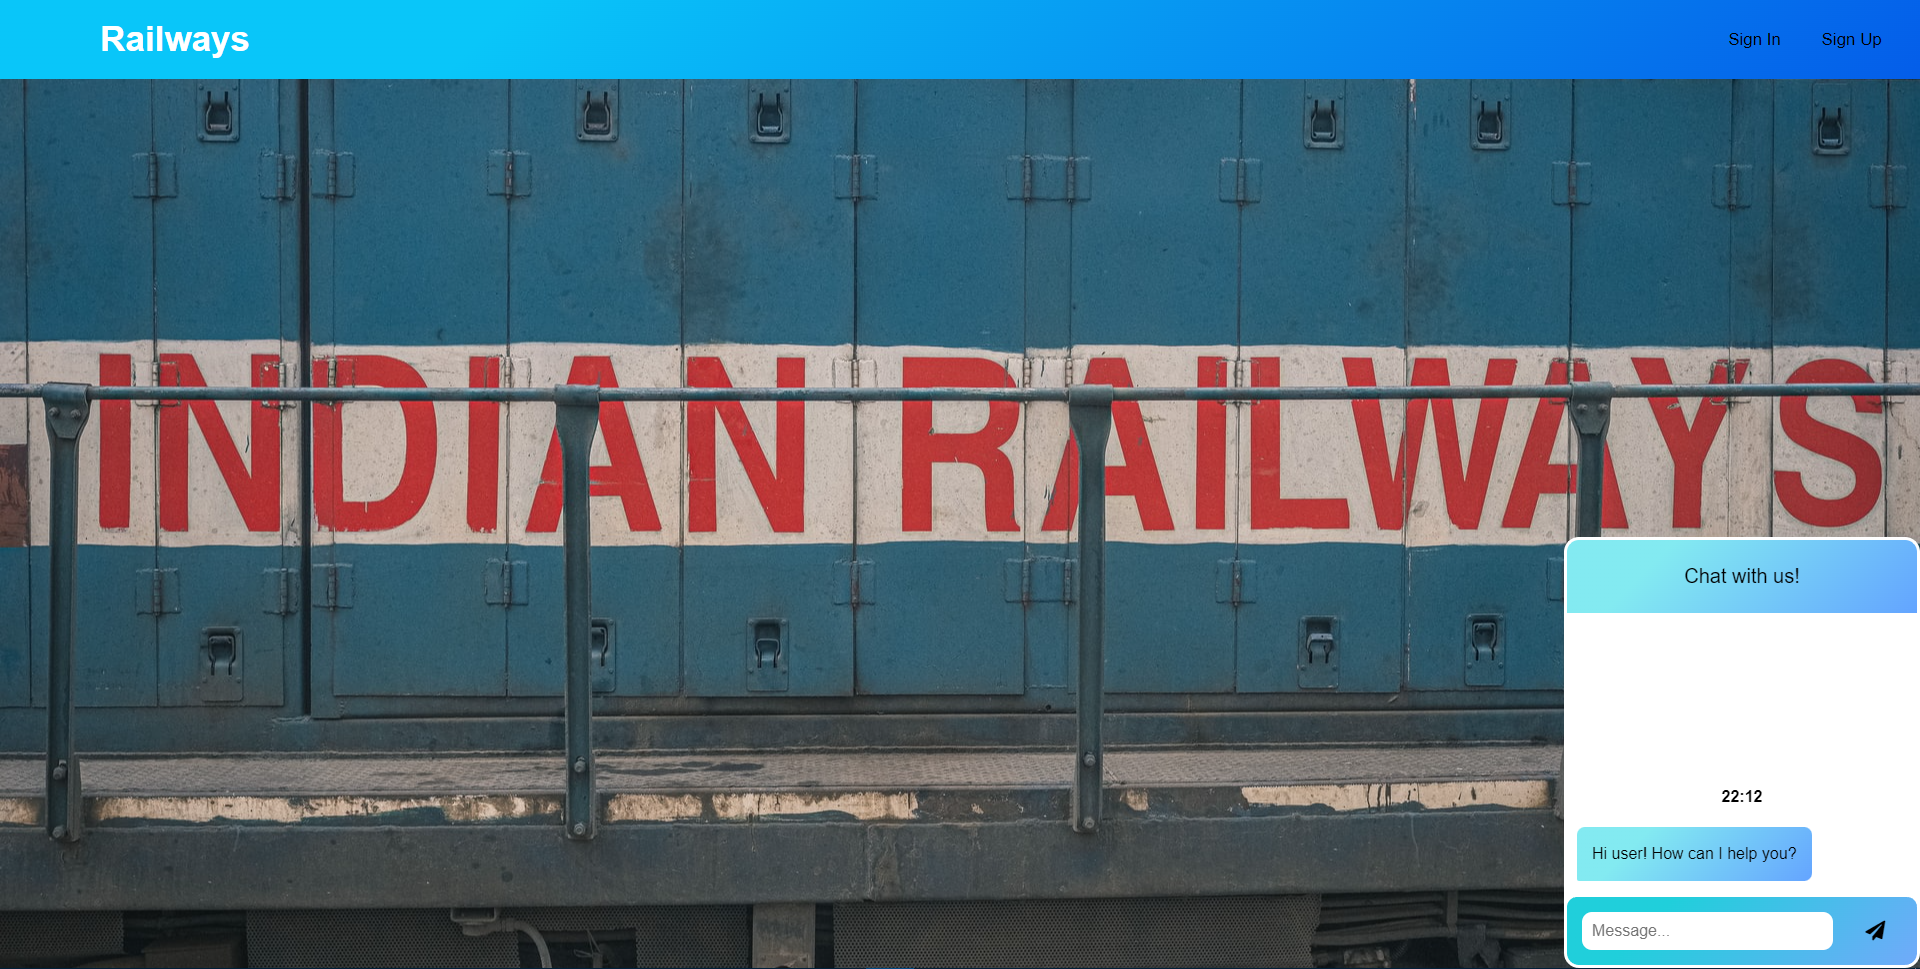 Railways
Sign In
Sign Up
INDIAN RAILWAYS
Chat with us!
22:12
Hi user! How can I help you?
Message...